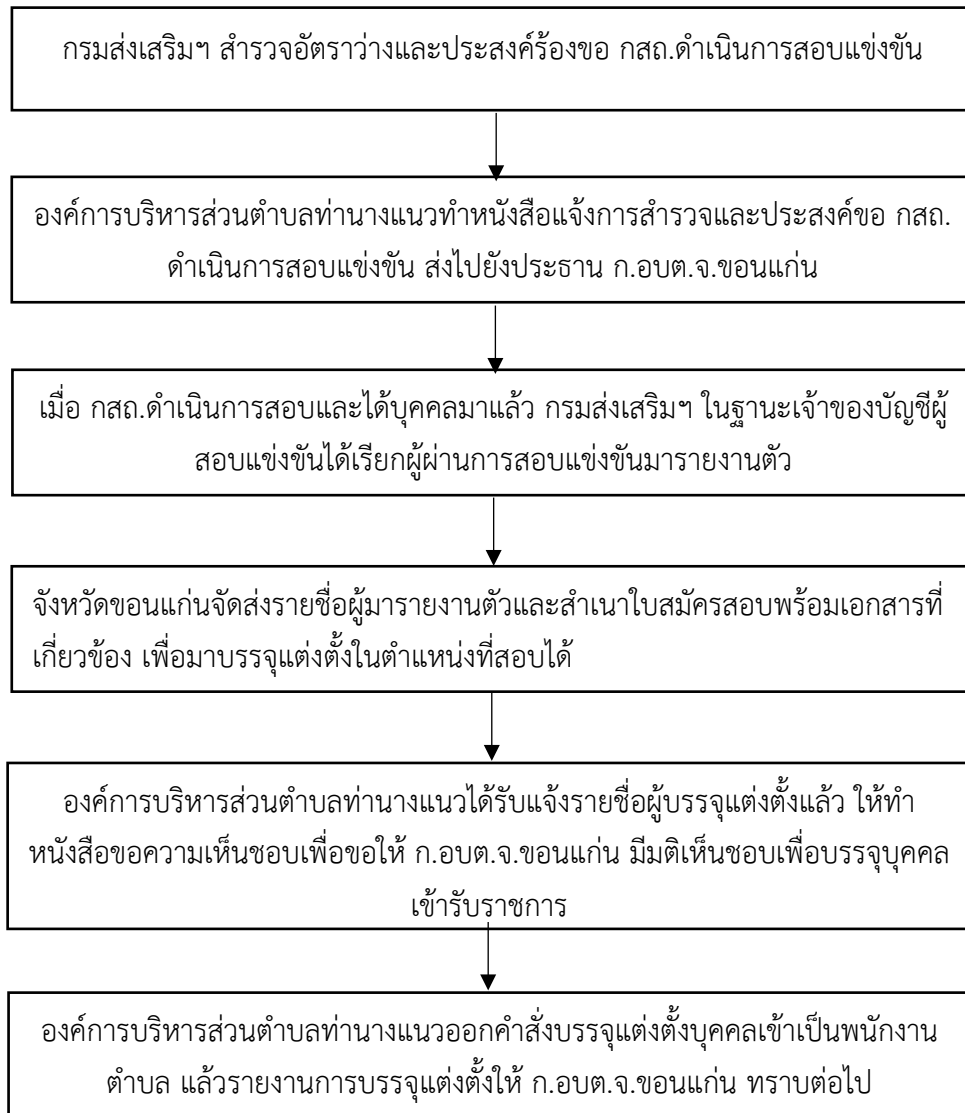 กรมส่งเสริมฯ สำรวจอัตราว่างและประสงค์ร้องขอ กสถ.ดำเนินการสอบแข่งขัน
องค์การบริหารส่วนตำบลท่านางแนวทำหนังสือแจ้งการสำรวจและประสงค์ขอ กสถ.
ดำเนินการสอบแข่งขัน ส่งไปยังประธาน ก.อบต.จ.ขอนแก่น
เมื่อ กสถ.ดำเนินการสอบและได้บุคคลมาแล้ว กรมส่งเสริมฯ ในฐานะเจ้าของบัญชีผู้
สอบแข่งขันได้เรียกผู้ผ่านการสอบแข่งขันมารายงานตัว
จังหวัดขอนแก่นจัดส่งรายชื่อผู้มารายงานตัวและสำเนาใบสมัครสอบพร้อมเอกสารที่
เกี่ยวข้อง เพื่อมาบรรจุแต่งตั้งในตำแหน่งที่สอบได้
องค์การบริหารส่วนตำบลท่านางแนวได้รับแจ้งรายชื่อผู้บรรจุแต่งตั้งแล้ว ให้ทำ
หนังสือขอความเห็นชอบเพื่อขอให้ ก.อบต.จ.ขอนแก่น มีมติเห็นชอบเพื่อบรรจุบุคคล
เข้ารับราชการ
องค์การบริหารส่วนตำบลท่านางแนวออกคำสั่งบรรจุแต่งตั้งบุคคลเข้าเป็นพนักงาน
ตำบล แล้วรายงานการบรรจุแต่งตั้งให้ ก.อบต.จ.ขอนแก่น ทราบต่อไป